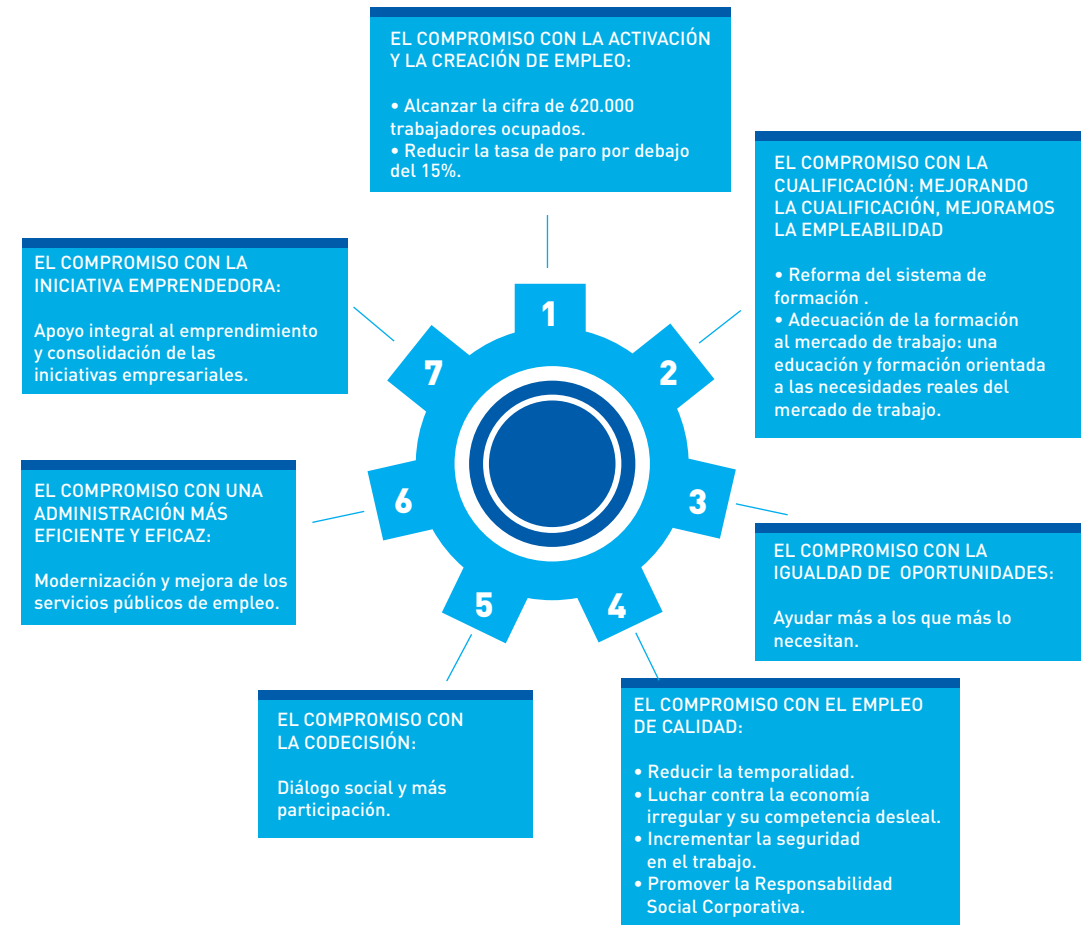 EL COMPROMISO CON LA ACTIVACIÓN
Y LA CREACIÓN DE EMPLEO:
• Alcanzar la cifra de 620.000
trabajadores ocupados.
• Reducir la tasa de paro por debajo
del 15%.
EL COMPROMISO CON LA
CUALIFICACIÓN: MEJORANDO
LA CUALIFICACIÓN, MEJORAMOS
LA EMPLEABILIDAD
• Reforma del sistema de
formación .
• Adecuación de la formación
al mercado de trabajo: una
educación y formación orientada
a las necesidades reales del
mercado de trabajo.
EL COMPROMISO CON LA
IGUALDAD DE OPORTUNIDADES:
Ayudar más a los que más lo
necesitan.
EL COMPROMISO CON EL EMPLEO
DE CALIDAD:
• Reducir la temporalidad.
• Luchar contra la economía
irregular y su competencia desleal.
• Incrementar la seguridad
en el trabajo.
• Promover la Responsabilidad
Social Corporativa.
EL COMPROMISO CON
LA CODECISIÓN:
Diálogo social y más
participación.
EL COMPROMISO CON UNA
ADMINISTRACIÓN MÁS
EFICIENTE Y EFICAZ:
Modernización y mejora de los
servicios públicos de empleo.
EL COMPROMISO CON LA
INICIATIVA EMPRENDEDORA:
Apoyo integral al emprendimiento
y consolidación de las
iniciativas empresariales.
1
2
3
4
5
6
7